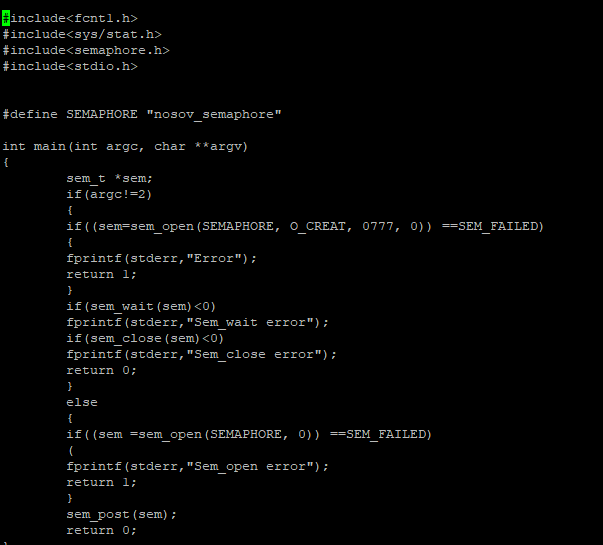 #include<fcntl.h>
#include<sys/stat.h>
#include<semaphore.h>
#include<stdio.h>
#define SEMAPHORE "nosov_semaphore"
int main(int argc, char **argv)
{
sem_t *sem;
if(argc!=2)
{
if((sem=sem_open(SEMAPHORE, O_CREAT, 0777, 0)) ==SEM_FAILED)
{
fprintf(stderr,"Error");
return 1;
}
if(sem_wait(sem)<0)
fprintf(stderr,"Sem_wait error");
if(sem_close(sem)<0)
fprintf(stderr,"Sem_close error");
return 0;
}
else
{
if((sem =sem_open(SEMAPHORE, 0)) ==SEM_FAILED)
(
fprintf(stderr,"Sem_open error");
return 1;
}
sem_post(sem);
return 0;